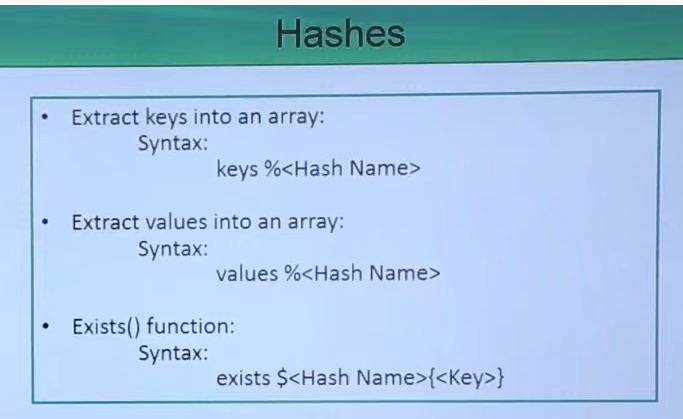 Hashes
• Extract keys into an array:
Syntax:
keys %<Hash Name>
• Extract values into an array:
Syntax:
values %<Hash Name>
• Exists() function:
Syntax:
exists $<Hash Name>{<Key>}